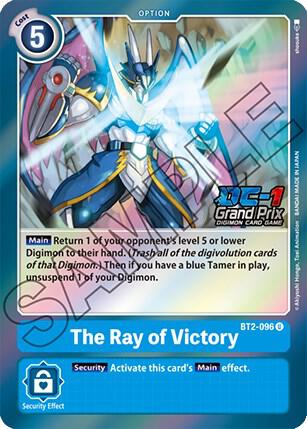 OPTION
Cost
5
SAMPLE
DC-1
Grand Prix
DIGIMON CARD GAME
Main Return 1 of your opponent's level 5 or lower
Digimon to their hand. (Trash all of the digivolution cards
of that Digimon.) Then if you have a blue Tamer in play,
unsuspend 1 of your Digimon.
BT2-096 U
The Ray of Victory
Security Activate this card's Main effect.
Security Effect
shosuke
©Akiyoshi Hongo, Toei Animation BANDAI MADE IN JAPAN